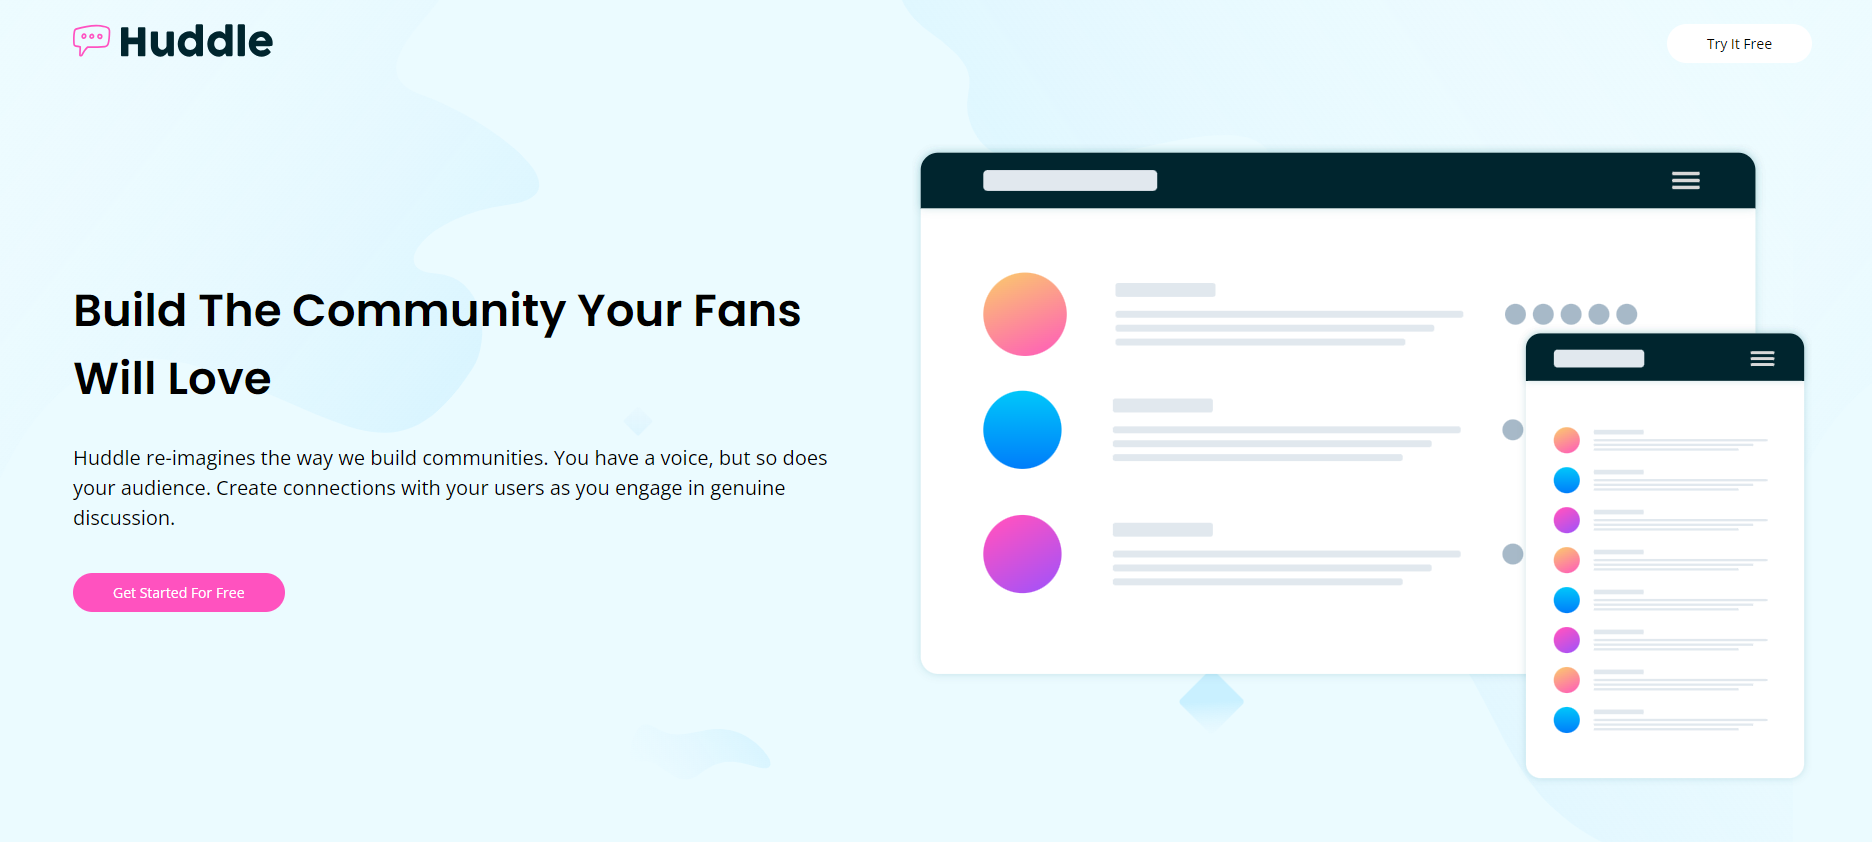 Huddle
Try It Free
Build The Community Your Fans
Will Love
Huddle re-imagines the way we build communities. You have a voice, but so does
your audience. Create connections with your users as you engage in genuine
discussion.
Get Started For Free